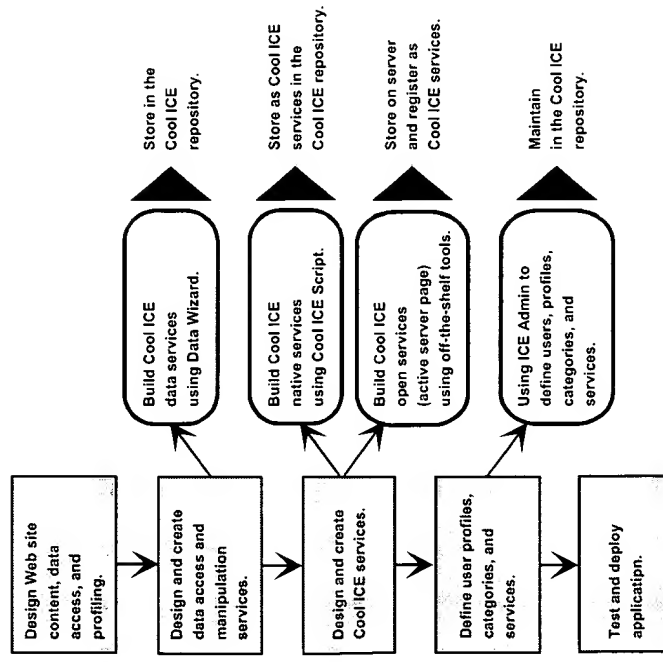 Design Web site
content, data
access, and
profiling.
Design and create
data access and
manipulation
services.
Build Cool ICE
data services
using Data Wizard.
Store in the
Cool ICE
repository.
Design and create
Cool ICE services.
Build Cool ICE
native services
using Cool ICE Script.
Store as Cool ICE
services in the
Cool ICE repository.
Build Cool ICE
open services
(active server page)
using off-the-shelf tools.
Store on server
and register as
Cool ICE services.
Define user profiles,
categories, and
services.
Using ICE Admin to
define users, profiles,
categories, and
services.
Maintain
in the Cool ICE
repository.
Test and deploy
application.